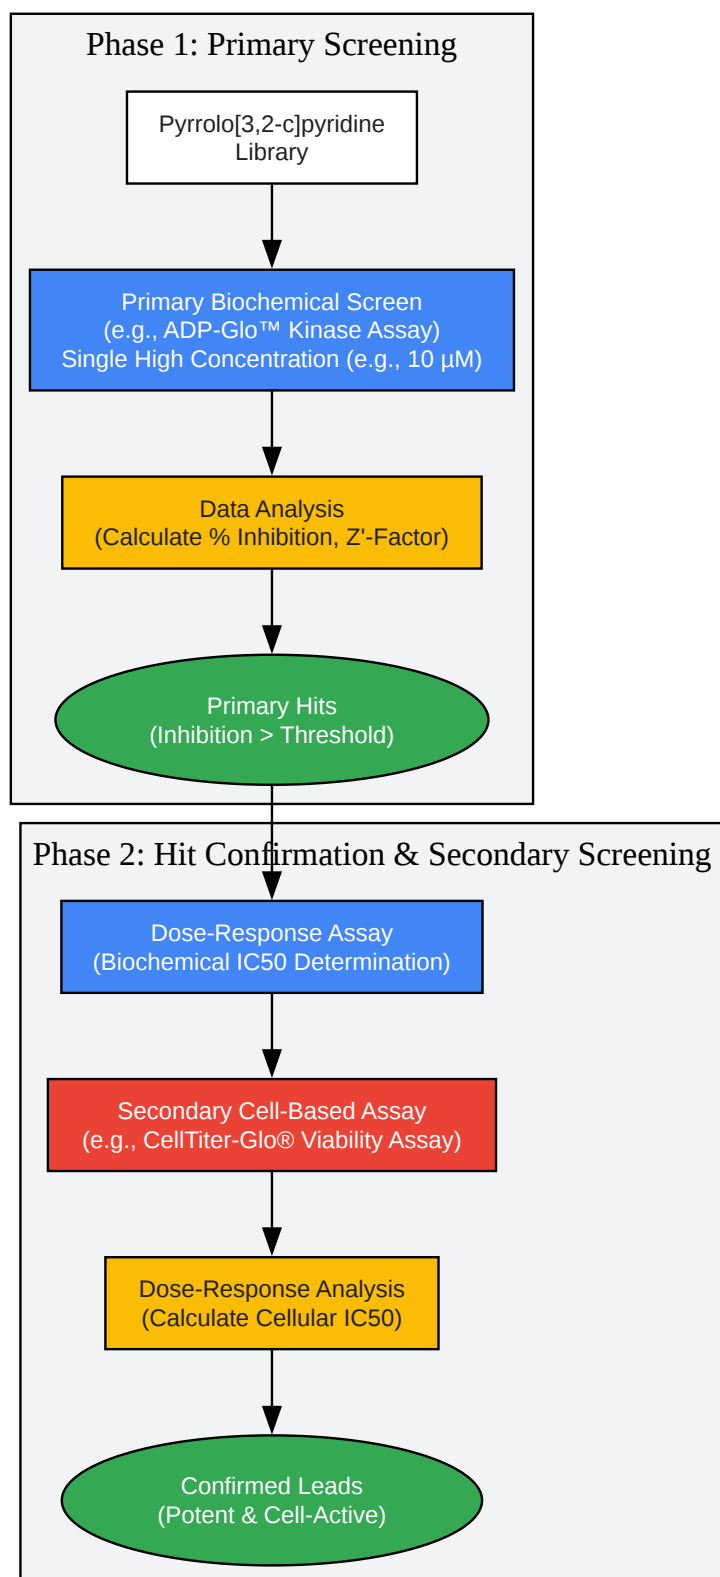 Phase 1: Primary Screening
Pyrrolo[3,2-c]pyridine
Library
Primary Biochemical Screen
(e.g., ADP-Glo™ Kinase Assay)
Single High Concentration (e.g., 10 µM)
Data Analysis
(Calculate % Inhibition, Z'-Factor)
Primary Hits
(Inhibition > Threshold)
Phase 2: Hit Confirmation & Secondary Screening
Dose-Response Assay
(Biochemical IC50 Determination)
Secondary Cell-Based Assay
(e.g., CellTiter-Glo® Viability Assay)
Dose-Response Analysis
(Calculate Cellular IC50)
Confirmed Leads
(Potent & Cell-Active)